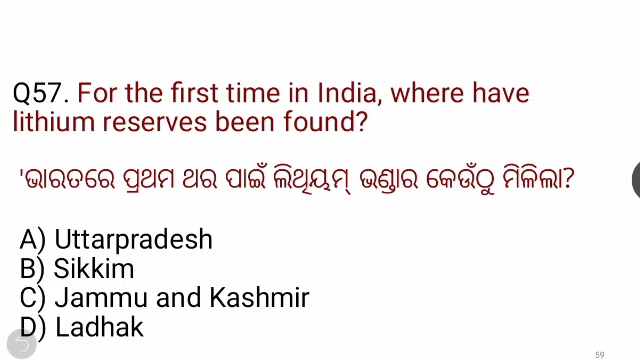 Q57. For the first time in India, where have
lithium reserves been found?
'ଭାରତରେ ପ୍ରଥମ ଥର ପାଇଁ ଲିଥିୟମ୍ ଭଣ୍ଡାର କେଉଁଠୁ ମିଳିଲା?
A) Uttarpradesh
B) Sikkim
C) Jammu and Kashmir
D) Ladhak
59